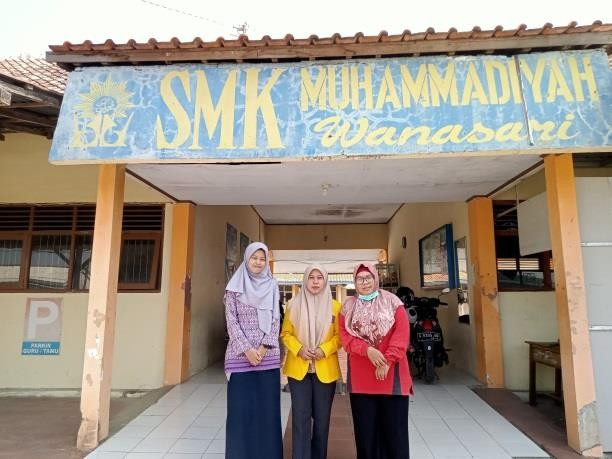 SMK MUHAMMADIYAH
Wanasari
P
PARKIR
GURU / TAMU